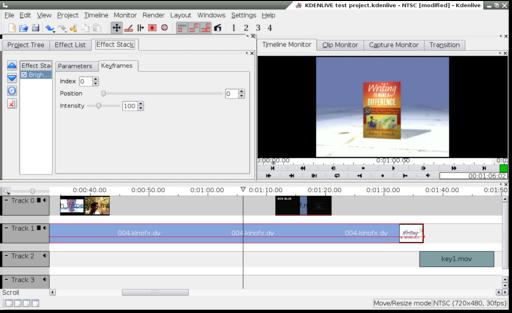 KDENLIVE test project.kdenlive - NTSC [modified] - Kdenlive
File Edit View Project Timeline Monitor Render Layout Windows Settings Help
1 2 3 4
Project Tree Effect List Effect Stack
Timeline Monitor Clip Monitor Capture Monitor Transition
Effect Stac
Brigh...
Parameters Keyframes
Index 0
Position 0
Intensity 100
Writing
TO MAKE A
DIFFERENCE
0:00:00.00 0:01:00.00
00:01:06.02
0:00:40.00 0:00:50.00 0:01:00.00 0:01:10.00 0:01:20.00 0:01:30.00 0:01:40.00 0:01:50
Track 0
Track 1
004.kinofx.dv 004.kinofx.dv 004.kinofx.dv
Writing
Track 2
key1.mov
Track 3
Scroll
Move/Resize mode NTSC (720x480, 30fps)